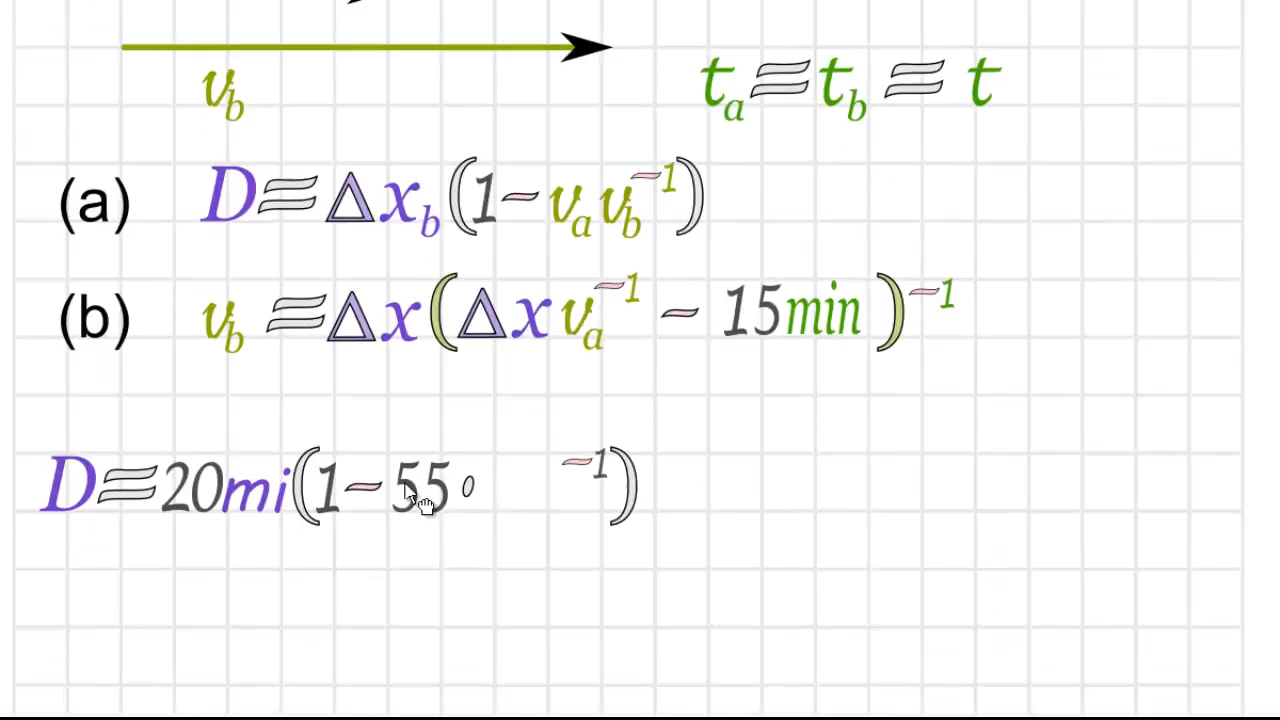 v_b
t_a = t_b = t
(a) D = Δx_b(1 − v_a v_b^−1)
(b) v_b = Δx(Δx v_a^−1 − 15min)^−1
D = 20mi(1 − 55∘ ^−1)